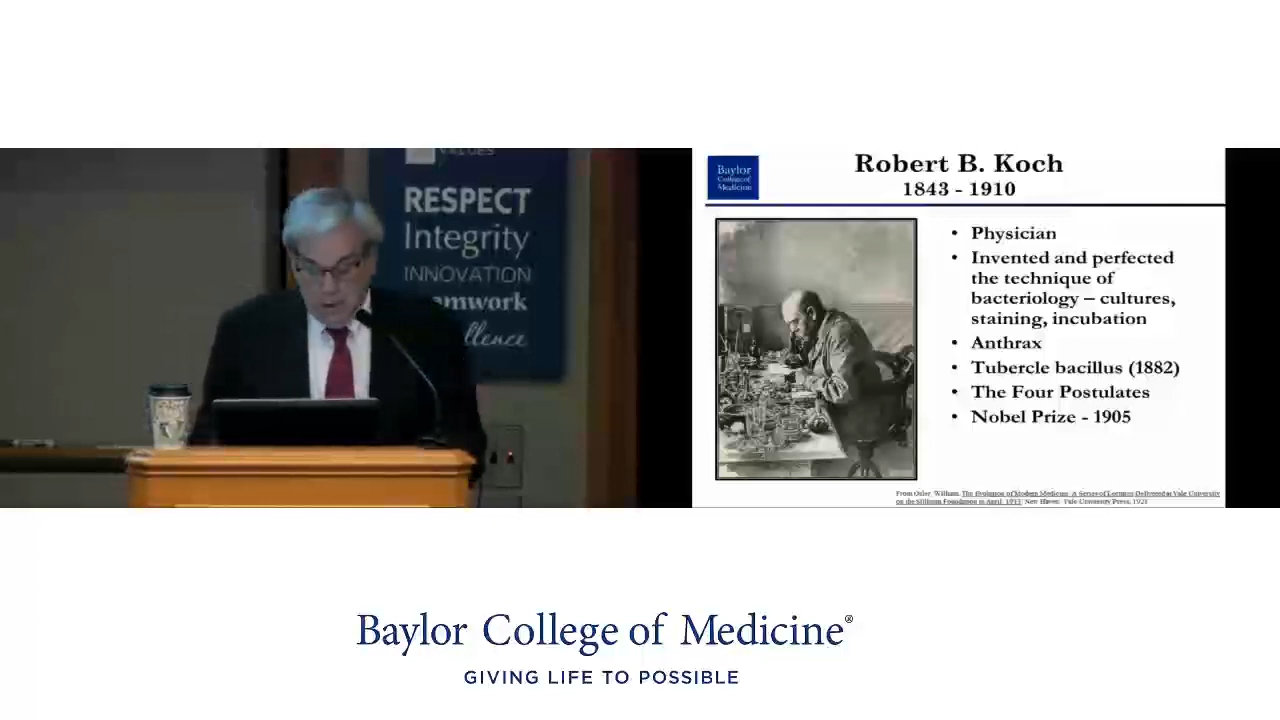 VALUES
RESPECT
Integrity
INNOVATION
amwork
llence
Baylor
College of
Medicine
Robert B. Koch
1843 - 1910
• Physician
• Invented and perfected
the technique of
bacteriology – cultures,
staining, incubation
• Anthrax
• Tubercle bacillus (1882)
• The Four Postulates
• Nobel Prize - 1905
From Osler, William. The Evolution of Modern Medicine. A Series of Lectures Delivered at Yale University
on the Silliman Foundation in April, 1913. New Haven: Yale University Press, 1921
Baylor College of Medicine®
GIVING LIFE TO POSSIBLE